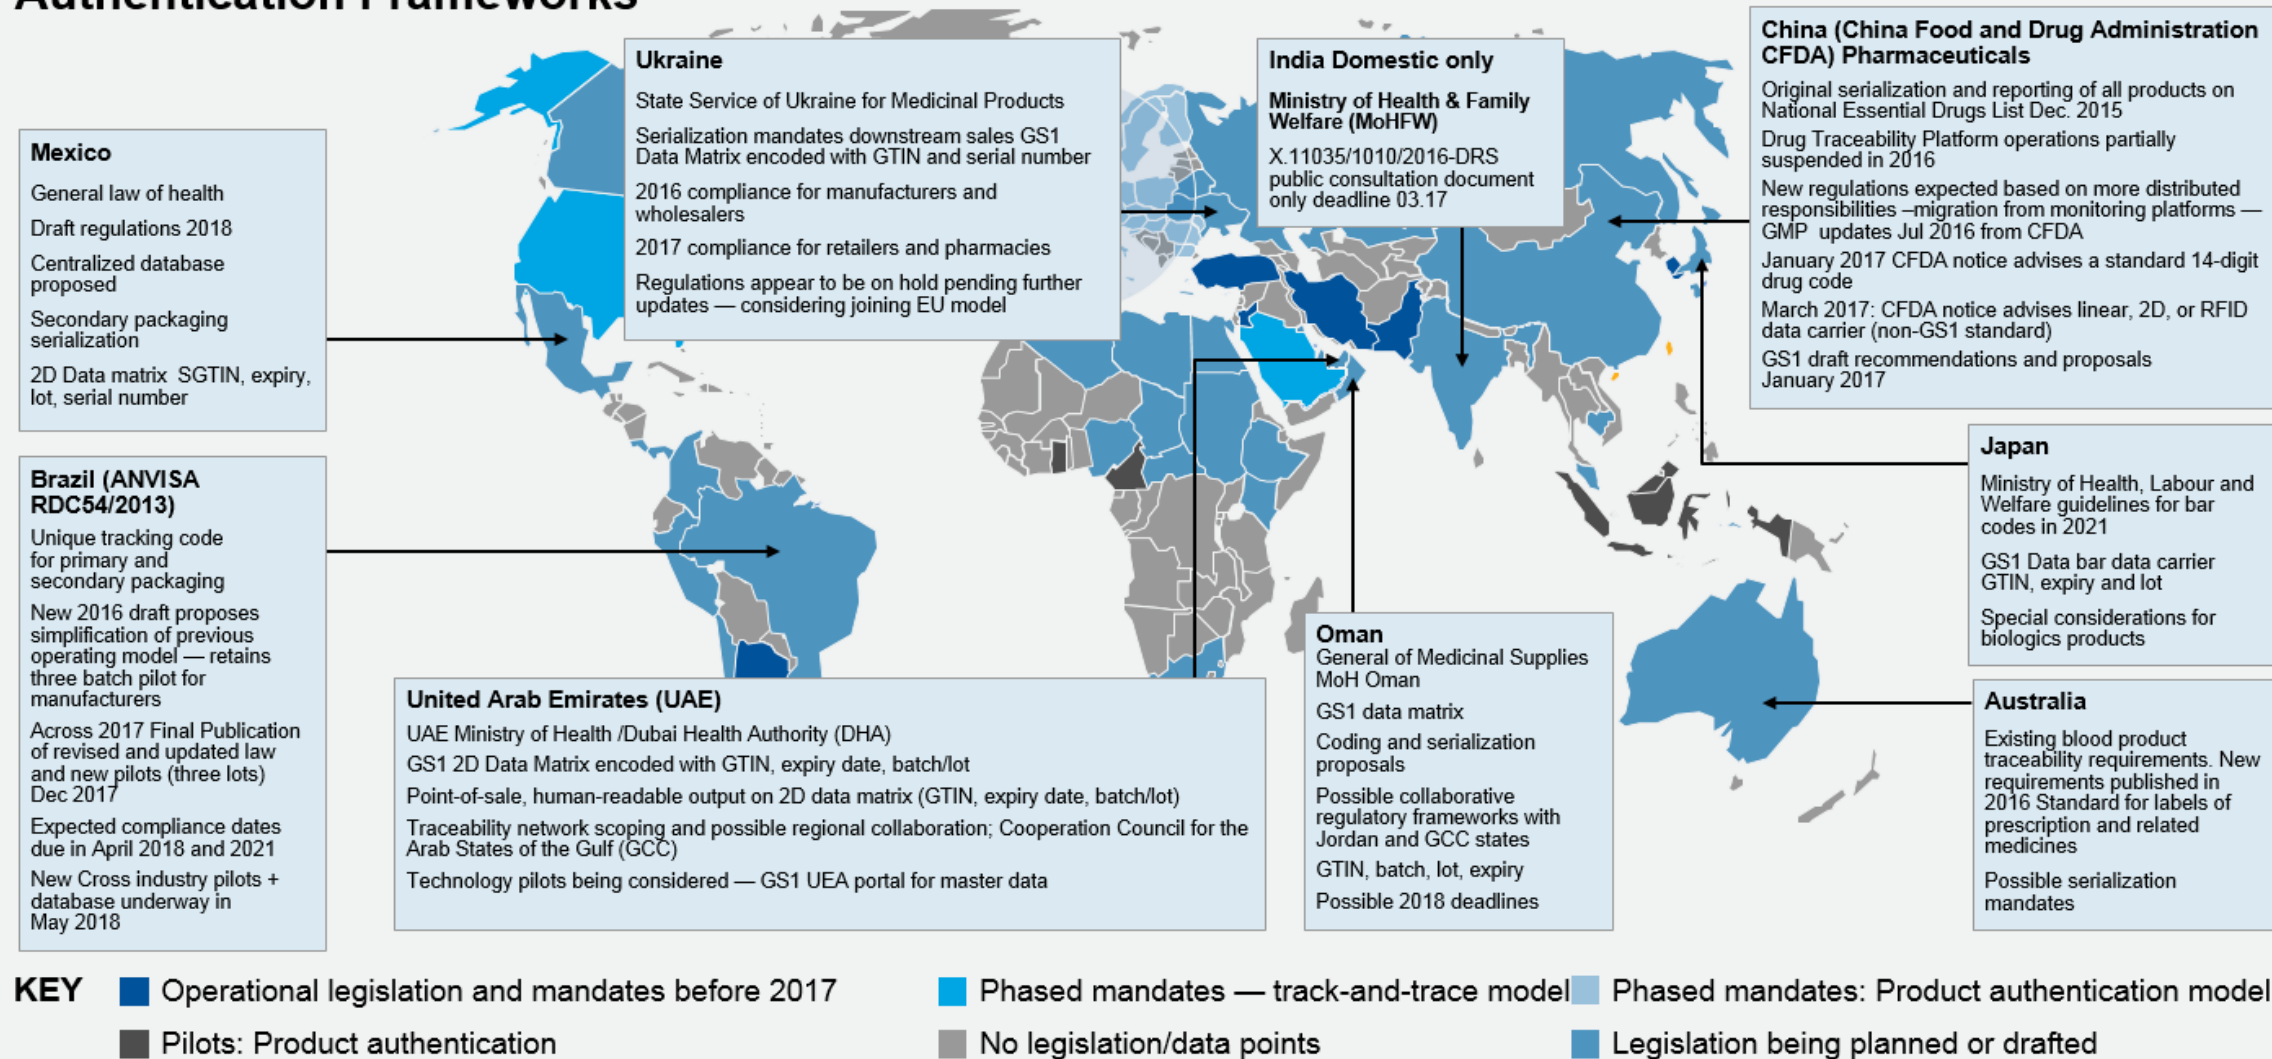 Authentication Frameworks
Mexico
General law of health
Draft regulations 2018
Centralized database
proposed
Secondary packaging
serialization
2D Data matrix SGTIN, expiry,
lot, serial number
Brazil (ANVISA
RDC54/2013)
Unique tracking code
for primary and
secondary packaging
New 2016 draft proposes
simplification of previous
operating model — retains
three batch pilot for
manufacturers
Across 2017 Final Publication
of revised and updated law
and new pilots (three lots)
Dec 2017
Expected compliance dates
due in April 2018 and 2021
New Cross industry pilots +
database underway in
May 2018
Ukraine
State Service of Ukraine for Medicinal Products
Serialization mandates downstream sales GS1
Data Matrix encoded with GTIN and serial number
2016 compliance for manufacturers and
wholesalers
2017 compliance for retailers and pharmacies
Regulations appear to be on hold pending further
updates — considering joining EU model
India Domestic only
Ministry of Health & Family
Welfare (MoHFW)
X.11035/1010/2016-DRS
public consultation document
only deadline 03.17
China (China Food and Drug Administration
CFDA) Pharmaceuticals
Original serialization and reporting of all products on
National Essential Drugs List Dec. 2015
Drug Traceability Platform operations partially
suspended in 2016
New regulations expected based on more distributed
responsibilities –migration from monitoring platforms —
GMP updates Jul 2016 from CFDA
January 2017 CFDA notice advises a standard 14-digit
drug code
March 2017: CFDA notice advises linear, 2D, or RFID
data carrier (non-GS1 standard)
GS1 draft recommendations and proposals
January 2017
Japan
Ministry of Health, Labour and
Welfare guidelines for bar
codes in 2021
GS1 Data bar data carrier
GTIN, expiry and lot
Special considerations for
biologics products
United Arab Emirates (UAE)
UAE Ministry of Health /Dubai Health Authority (DHA)
GS1 2D Data Matrix encoded with GTIN, expiry date, batch/lot
Point-of-sale, human-readable output on 2D data matrix (GTIN, expiry date, batch/lot)
Traceability network scoping and possible regional collaboration; Cooperation Council for the
Arab States of the Gulf (GCC)
Technology pilots being considered — GS1 UEA portal for master data
Oman
General of Medicinal Supplies
MoH Oman
GS1 data matrix
Coding and serialization
proposals
Possible collaborative
regulatory frameworks with
Jordan and GCC states
GTIN, batch, lot, expiry
Possible 2018 deadlines
Australia
Existing blood product
traceability requirements. New
requirements published in
2016 Standard for labels of
prescription and related
medicines
Possible serialization
mandates
KEY
Operational legislation and mandates before 2017
Phased mandates — track-and-trace model
Phased mandates: Product authentication model
Pilots: Product authentication
No legislation/data points
Legislation being planned or drafted